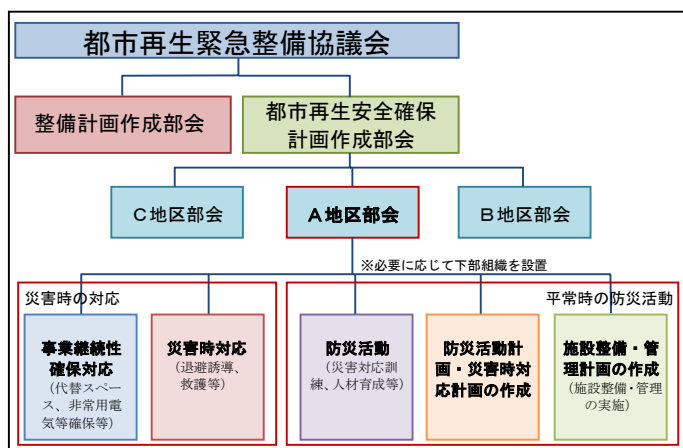 都市再生緊急整備協議会
整備計画作成部会
都市再生安全確保
計画作成部会
C地区部会
A地区部会
B地区部会
※必要に応じて下部組織を設置
災害時の対応
平常時の防災活動
事業継続性
確保対応
(代替スペー
ス、非常用電
気等確保等)
災害時対応
(退避誘導、
救護等)
防災活動
(災害対応訓
練、人材育成等)
防災活動計
画・災害時対
応計画の作成
施設整備・管
理計画の作成
(施設整備・管理
の実施)